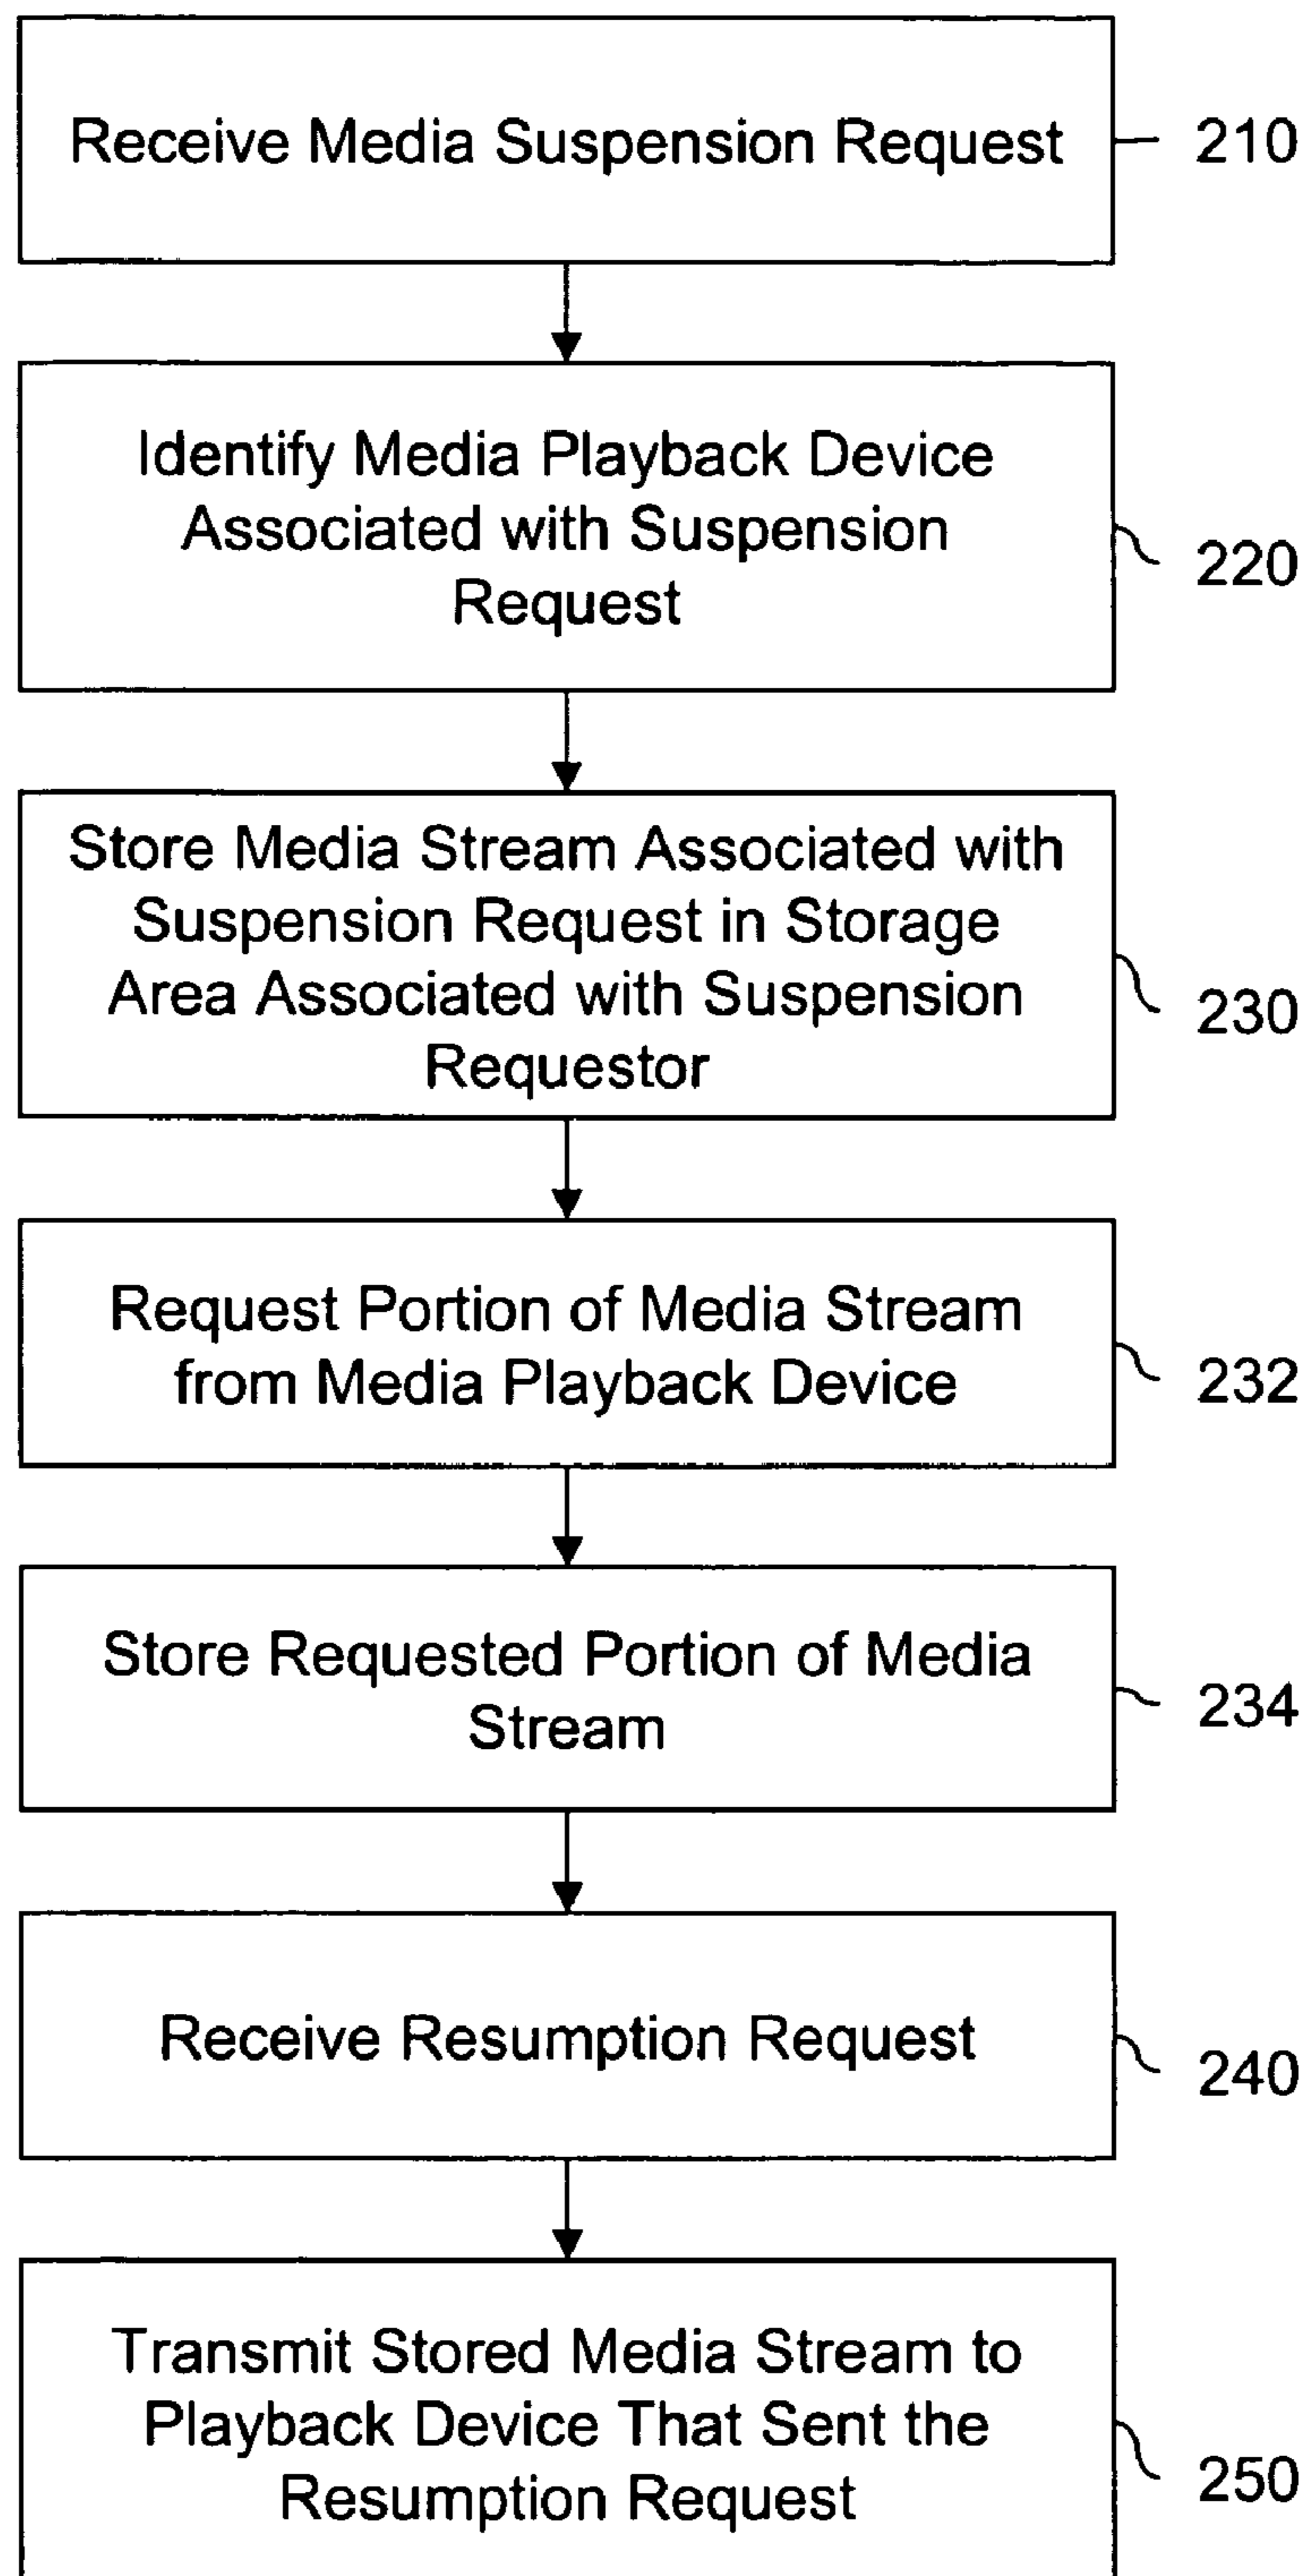 Receive Media Suspension Request
210
Identify Media Playback Device
Associated with Suspension
Request
220
Store Media Stream Associated with
Suspension Request in Storage
Area Associated with Suspension
Requestor
230
Request Portion of Media Stream
from Media Playback Device
232
Store Requested Portion of Media
Stream
234
Receive Resumption Request
240
Transmit Stored Media Stream to
Playback Device That Sent the
Resumption Request
250